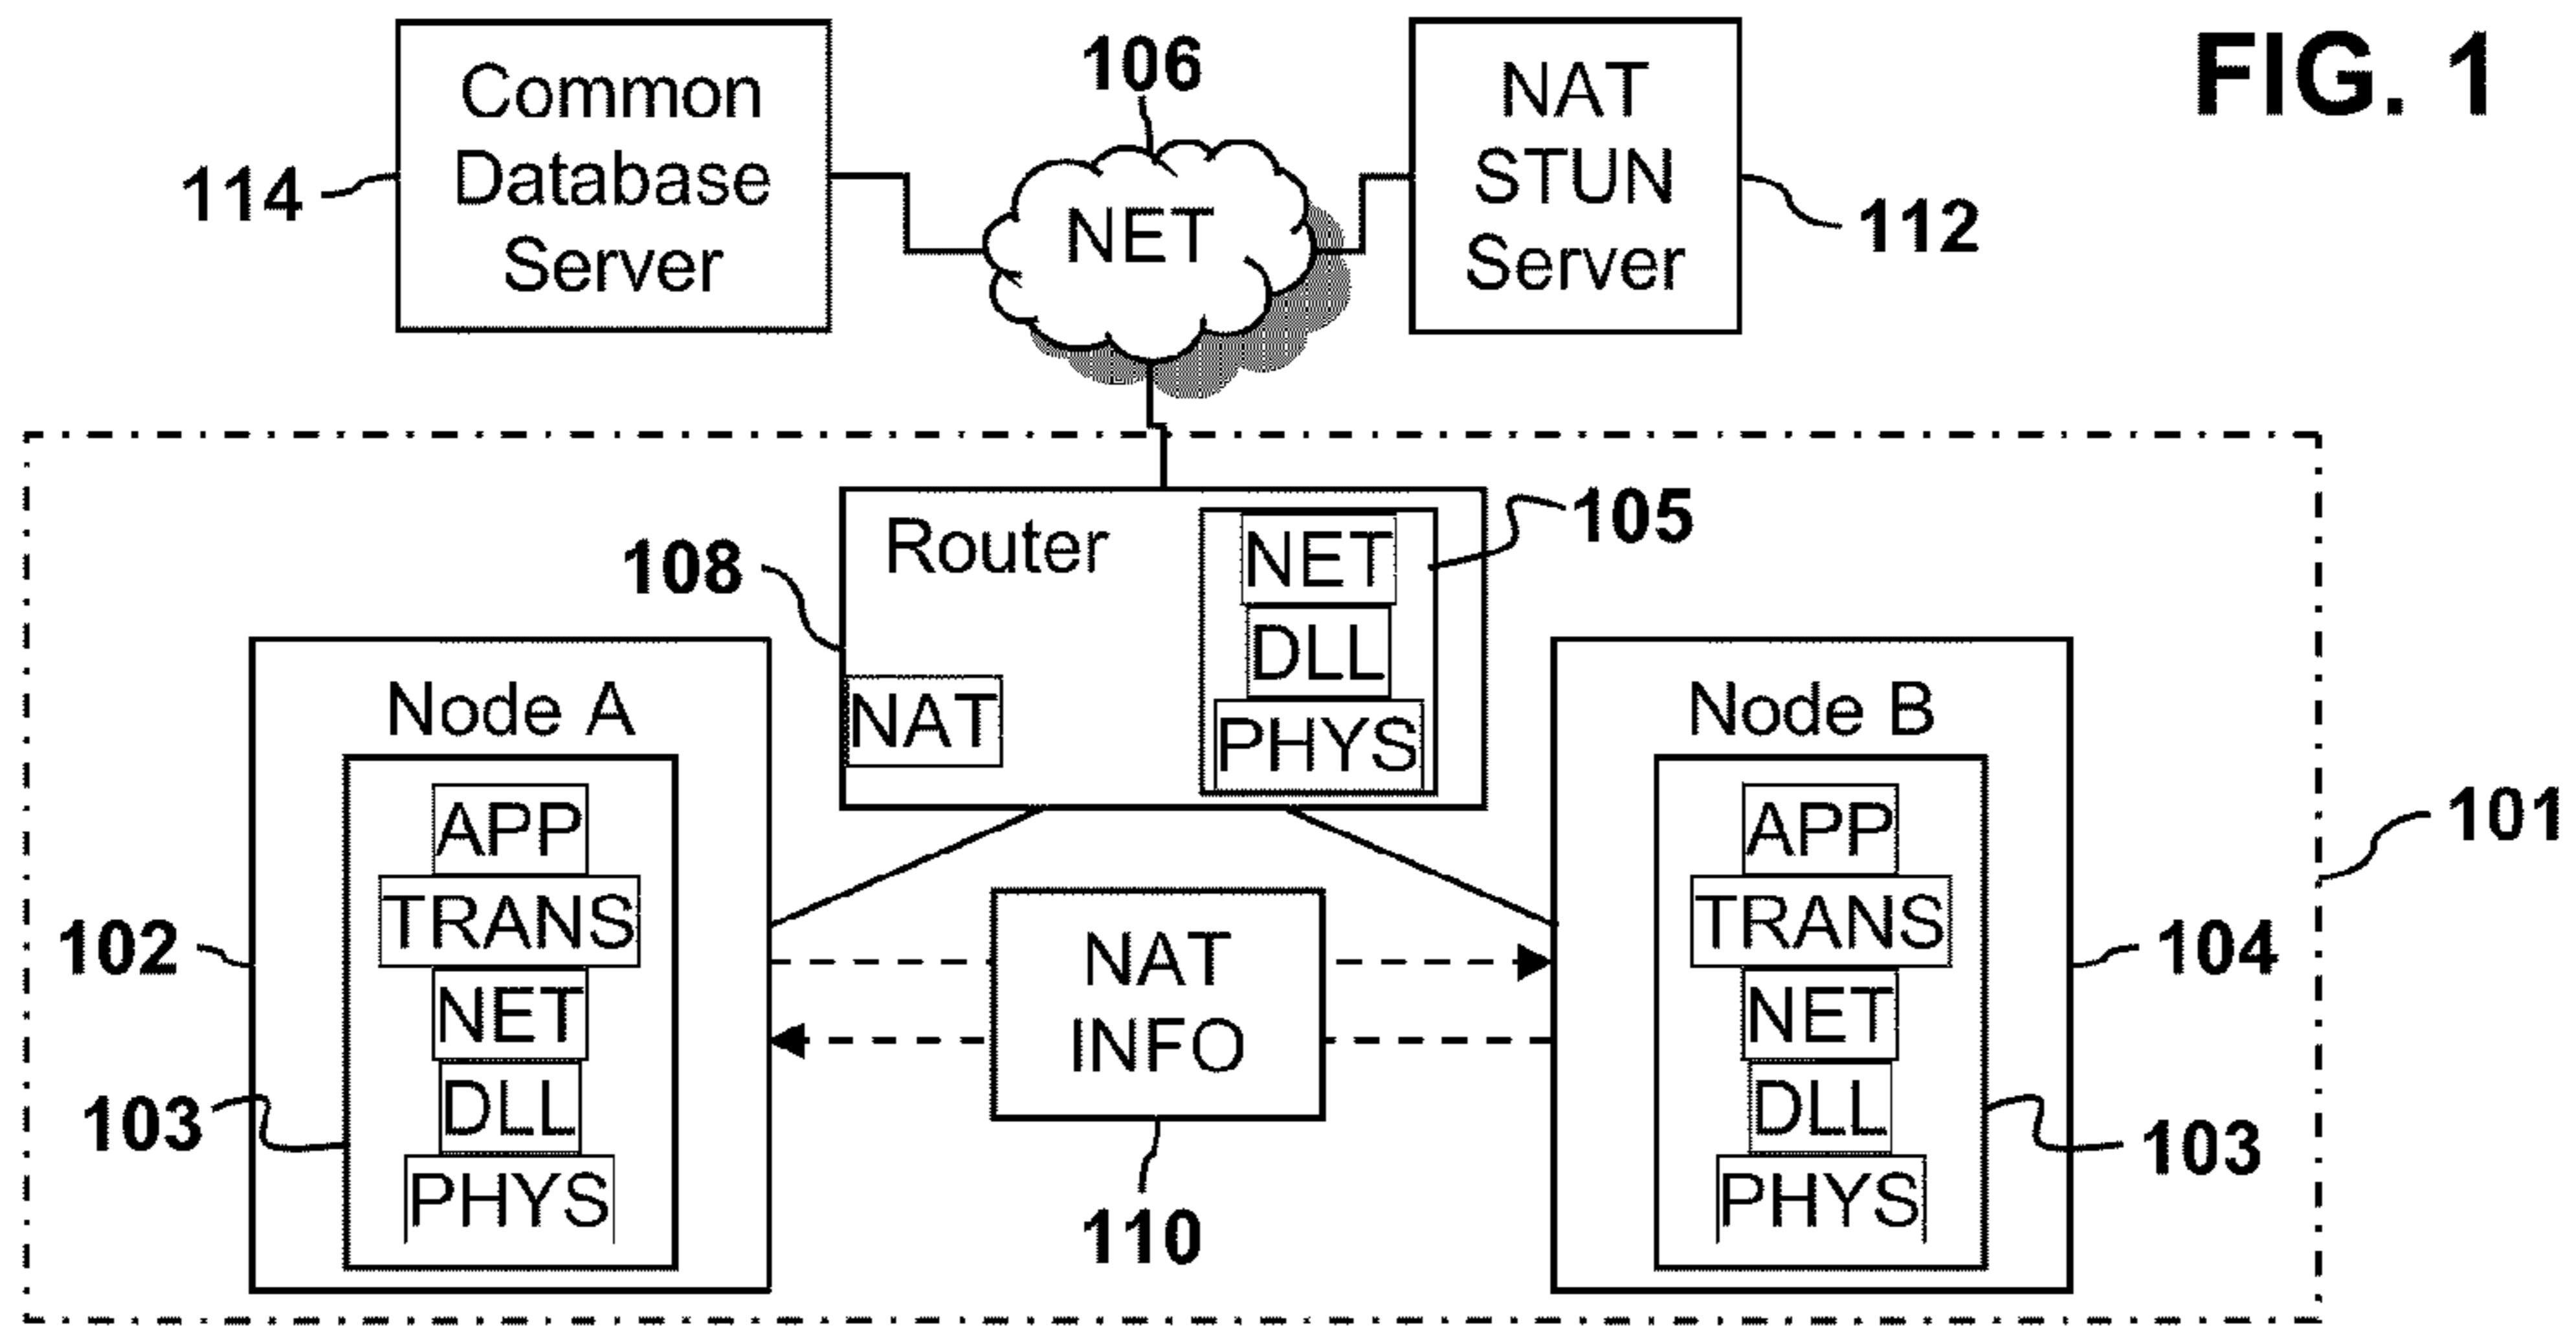 FIG. 1
106
Common
Database
Server
114
NET
NAT
STUN
Server
112
Router
108
NAT
NET
DLL
PHYS
105
Node A
APP
TRANS
NET
DLL
PHYS
102
103
NAT
INFO
110
Node B
APP
TRANS
NET
DLL
PHYS
104
103
101